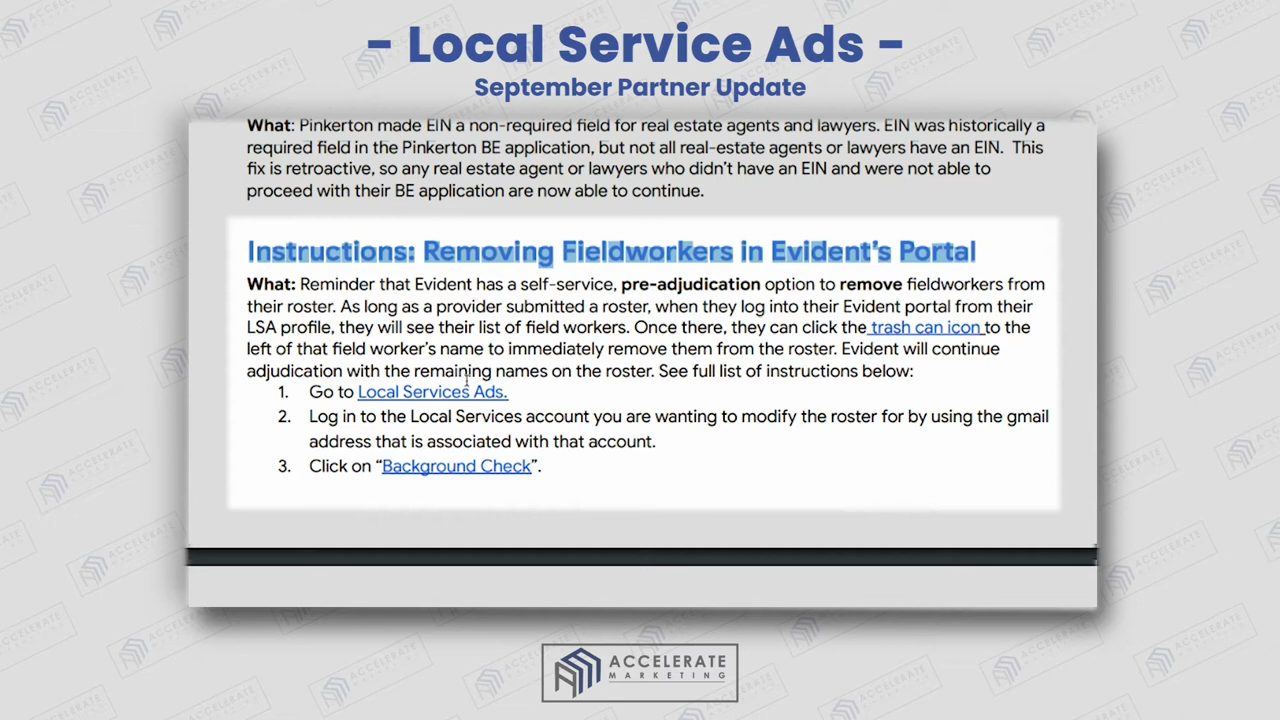 - Local Service Ads -
September Partner Update
What: Pinkerton made EIN a non-required field for real estate agents and lawyers. EIN was historically a
required field in the Pinkerton BE application, but not all real-estate agents or lawyers have an EIN. This
fix is retroactive, so any real estate agent or lawyers who didn't have an EIN and were not able to
proceed with their BE application are now able to continue.
Instructions: Removing Fieldworkers in Evident's Portal
What: Reminder that Evident has a self-service, pre-adjudication option to remove fieldworkers from
their roster. As long as a provider submitted a roster, when they log into their Evident portal from their
LSA profile, they will see their list of field workers. Once there, they can click the trash can icon to the
left of that field worker's name to immediately remove them from the roster. Evident will continue
adjudication with the remaining names on the roster. See full list of instructions below:
1. Go to Local Services Ads.
2. Log in to the Local Services account you are wanting to modify the roster for by using the gmail
address that is associated with that account.
3. Click on “Background Check”.
ACCELERATE
MARKETING